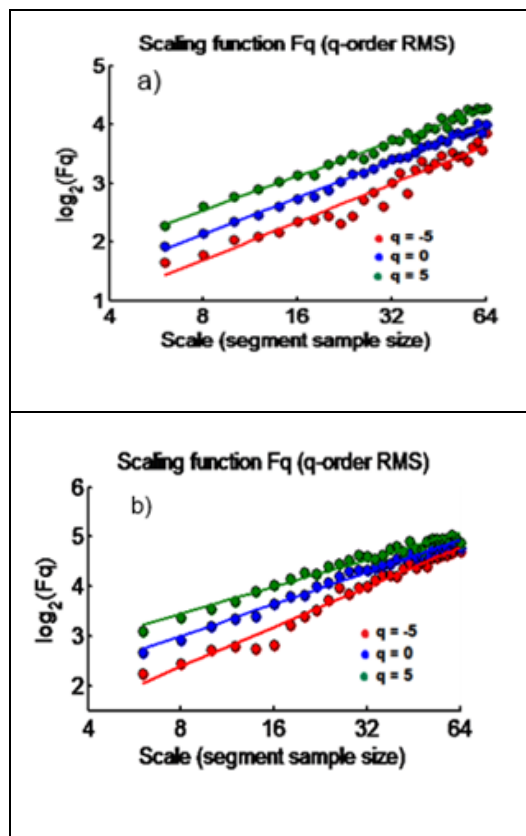 Scaling function Fq (q-order RMS)
a)
5
4
3
2
1
log2(Fq)
q = -5
q = 0
q = 5
4 8 16 32 64
Scale (segment sample size)
Scaling function Fq (q-order RMS)
b)
6
5
4
3
2
log2(Fq)
q = -5
q = 0
q = 5
4 8 16 32 64
Scale (segment sample size)